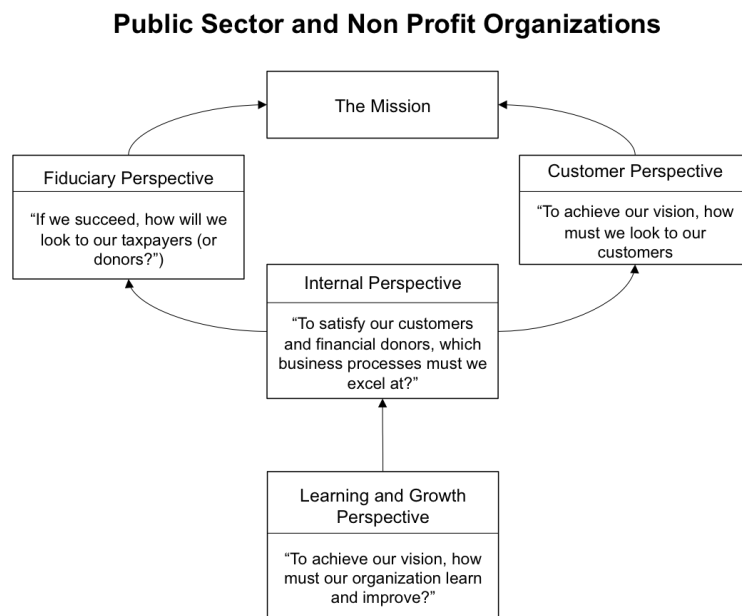 Public Sector and Non Profit Organizations
The Mission
Fiduciary Perspective
“If we succeed, how will we
look to our taxpayers (or
donors?”)
Customer Perspective
“To achieve our vision, how
must we look to our
customers
Internal Perspective
“To satisfy our customers
and financial donors, which
business processes must we
excel at?”
Learning and Growth
Perspective
“To achieve our vision, how
must our organization learn
and improve?”